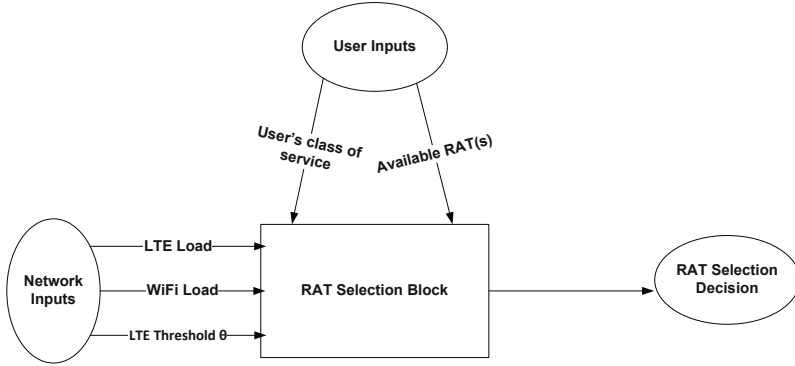 User Inputs
User's class of
service
Available RAT(s)
LTE Load
Network
Inputs
WiFi Load
RAT Selection Block
RAT Selection
Decision
LTE Threshold θ